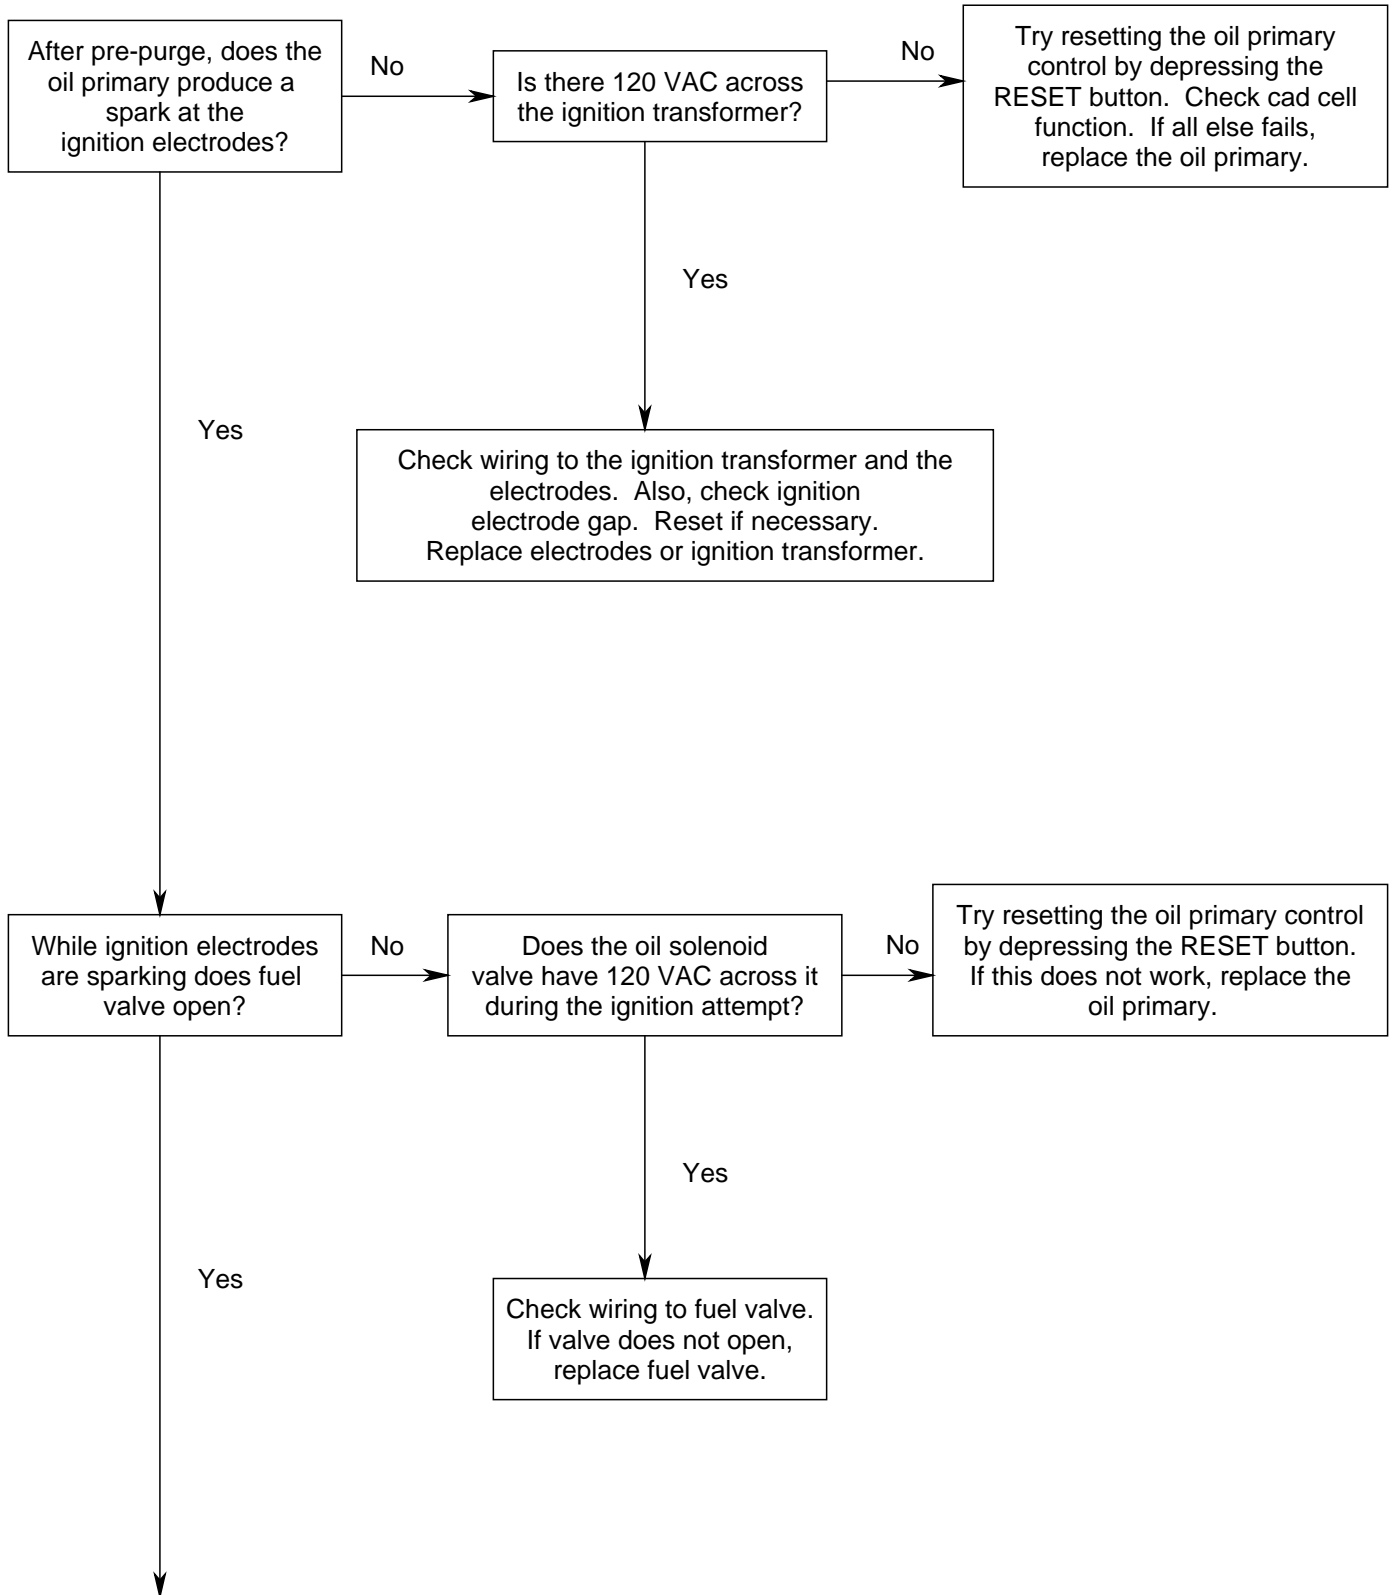 After pre-purge, does the
oil primary produce a
spark at the
ignition electrodes?
No
Is there 120 VAC across
the ignition transformer?
No
Try resetting the oil primary
control by depressing the
RESET button.  Check cad cell
function.  If all else fails,
replace the oil primary.
Yes
Yes
Check wiring to the ignition transformer and the
electrodes.  Also, check ignition
electrode gap.  Reset if necessary.
Replace electrodes or ignition transformer.
While ignition electrodes
are sparking does fuel
valve open?
No
Does the oil solenoid
valve have 120 VAC across it
during the ignition attempt?
No
Try resetting the oil primary control
by depressing the RESET button.
If this does not work, replace the
oil primary.
Yes
Yes
Check wiring to fuel valve.
If valve does not open,
replace fuel valve.